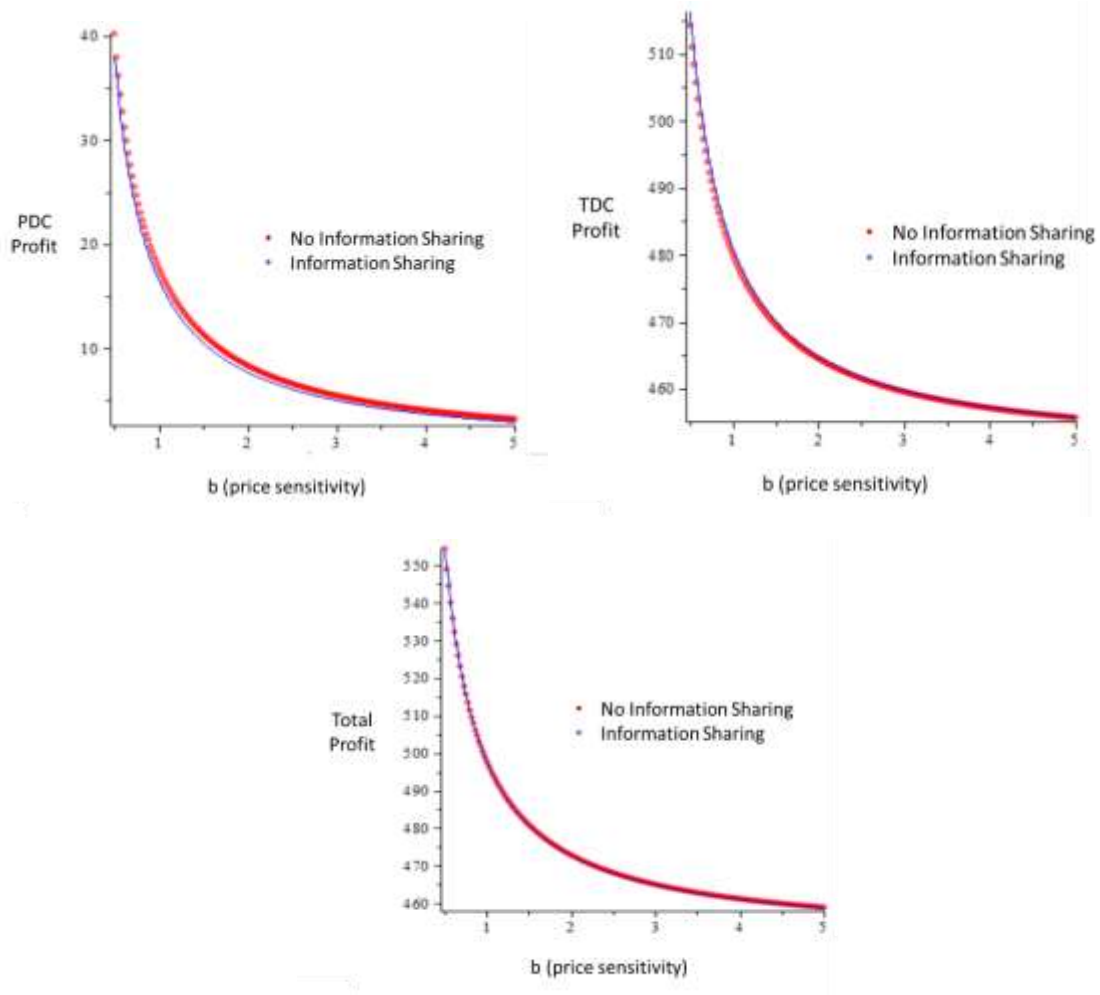 40
30
20
10
PDC
Profit
No Information Sharing
Information Sharing
1 2 3 4 5
b (price sensitivity)
510
500
490
480
470
460
TDC
Profit
No Information Sharing
Information Sharing
1 2 3 4 5
b (price sensitivity)
550
540
530
520
510
500
490
480
470
460
Total
Profit
No Information Sharing
Information Sharing
1 2 3 4 5
b (price sensitivity)